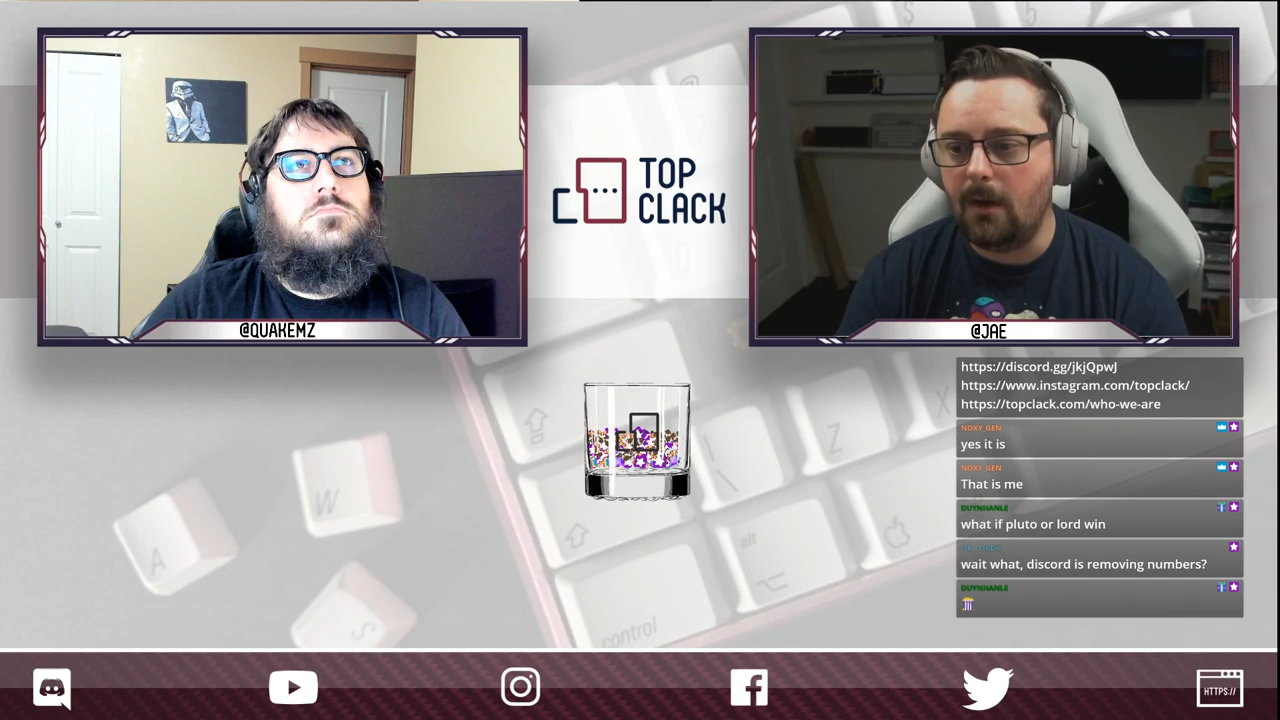 TOP
CLACK
@QUAKEMZ
@JAE
https://discord.gg/jkjQpwJ
https://www.instagram.com/topclack/
https://topclack.com/who-we-are
NOXY_GEN
yes it is
NOXY_GEN
That is me
DUYNHANLE
what if pluto or lord win
wait what, discord is removing numbers?
DUYNHANLE
W
A
S
Z
X
alt
control
HTTPS://